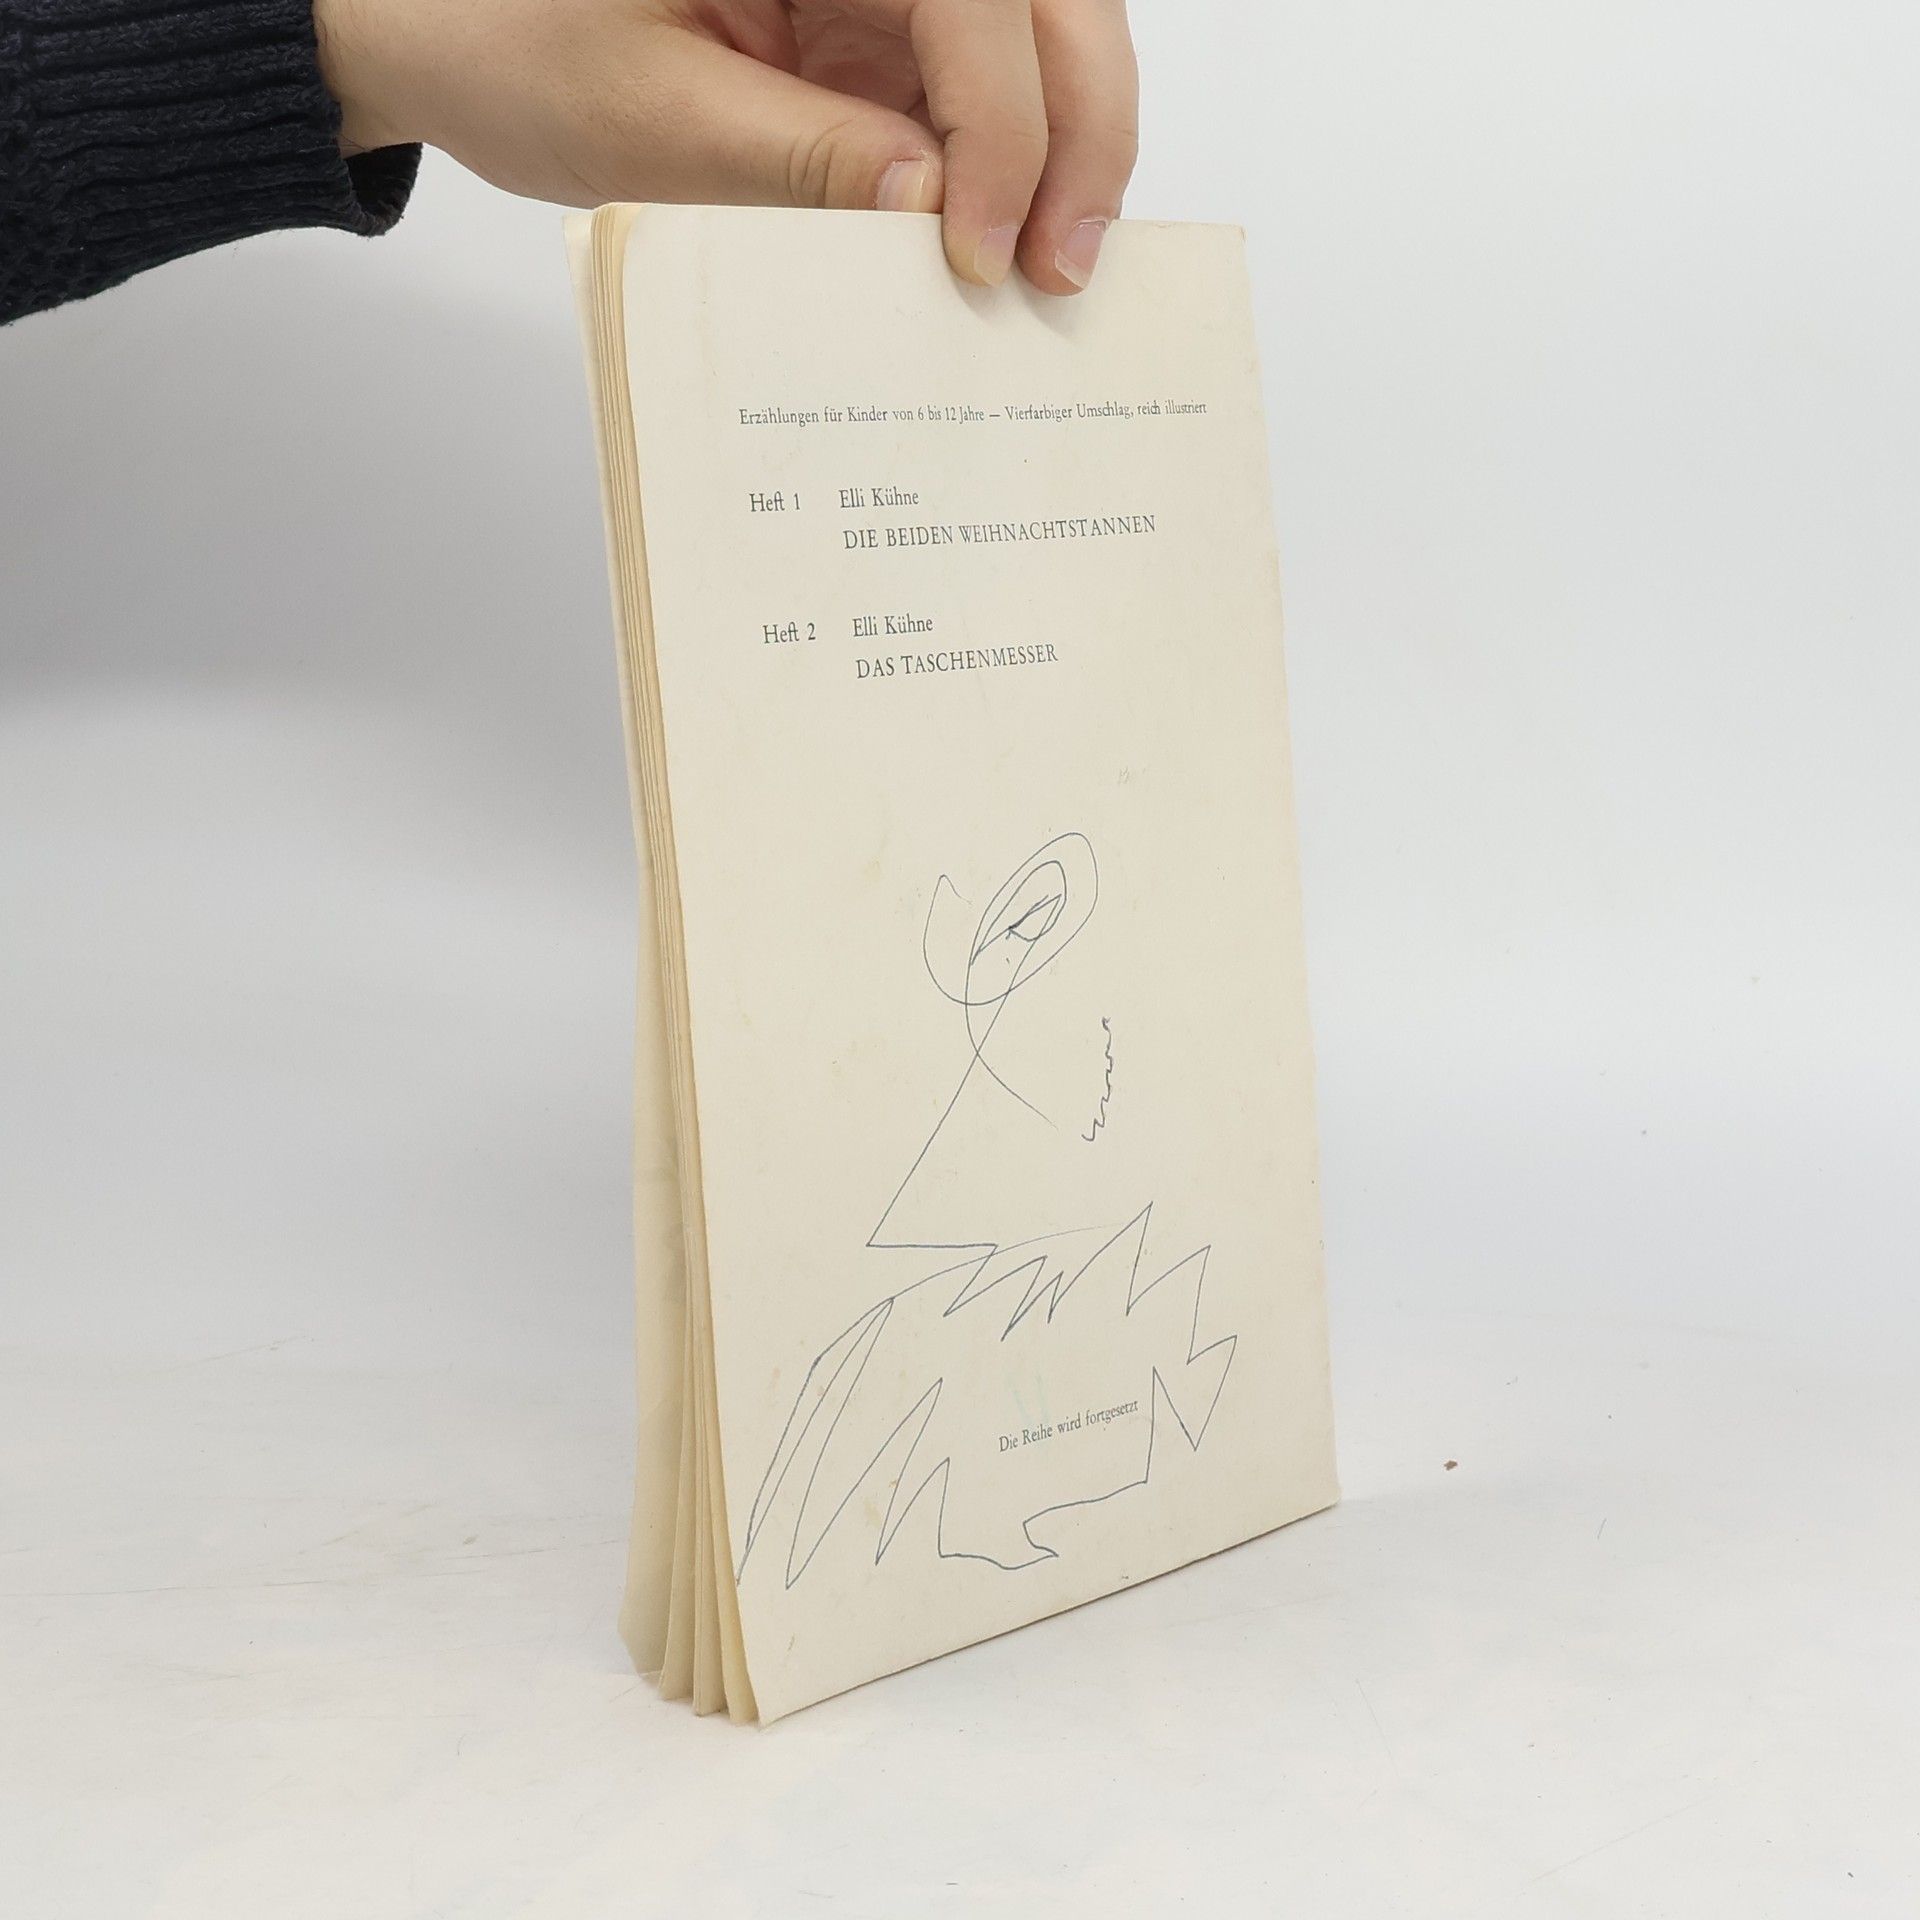 Erzählungen für Kinder von 6 bis 12 Jahre — Vierfarbiger Umschlag, reich illustriert
Heft 1 Elli Kühne
DIE BEIDEN WEIHNACHTSTANNEN
Heft 2 Elli Kühne
DAS TASCHENMESSER
Die Reihe wird fortgesetzt